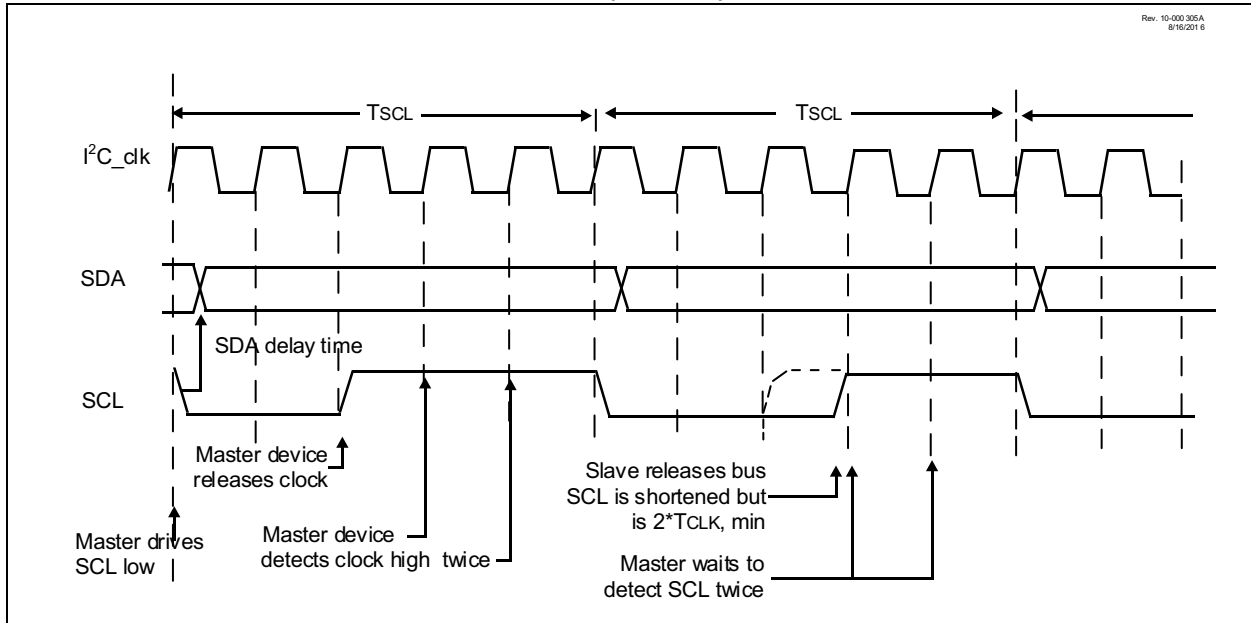 Rev. 10-000 305A
8/16/201 6
TSCL
TSCL
I²C_clk
SDA
SDA delay time
SCL
Master device
releases clock
Master drives
SCL low
Master device
detects clock high twice
Slave releases bus
SCL is shortened but
is 2*TCLK, min
Master waits to
detect SCL twice